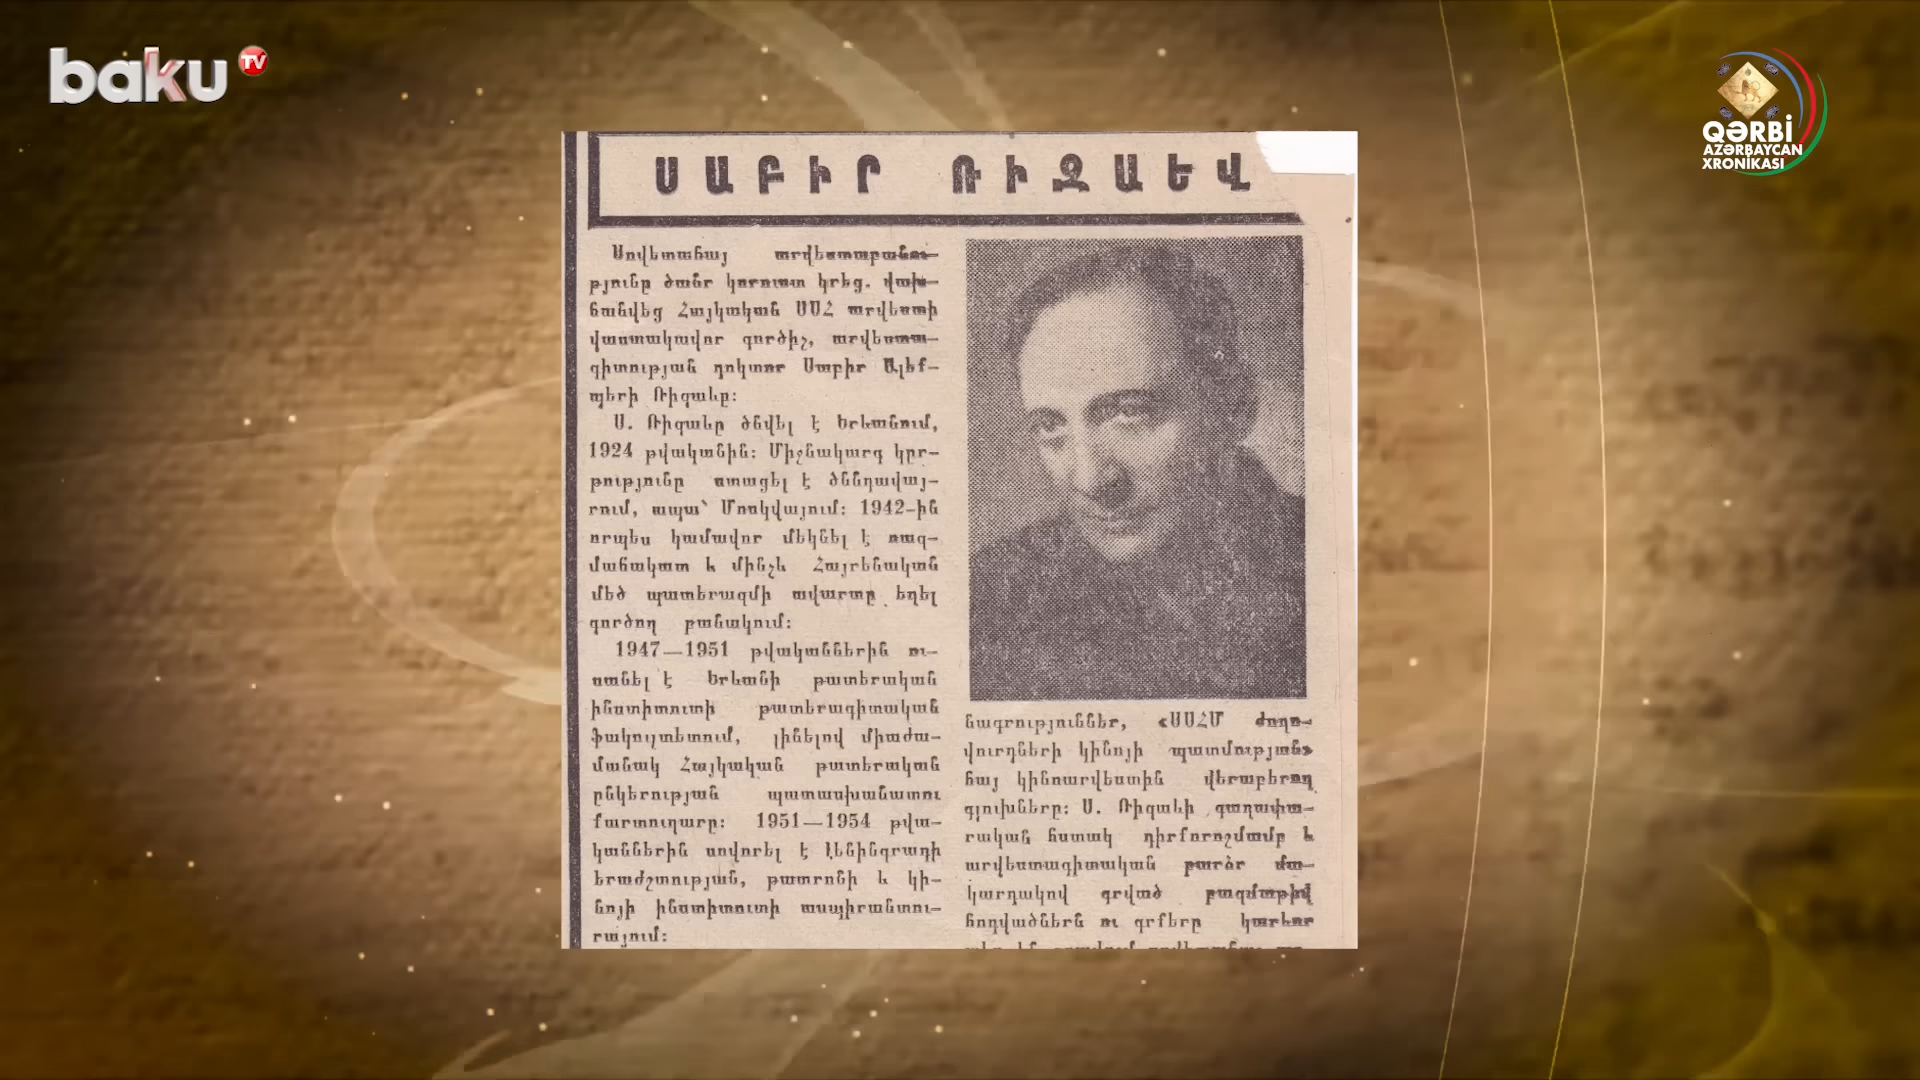 baku TV
QƏRBİ
AZƏRBAYCAN
XRONİKASI
ՍԱԲԻՐ ՌԻԶԱԵՎ
Սովետահայ արվեստաբանու-
թյունը ծանր կորուստ կրեց. վախ-
ճանվեց Հայկական ՍՍՀ արվեստի
վաստակավոր գործիչ, արվեստա-
գիտության դոկտոր Սաբիր Ալեք-
պերի Ռիզաևը:
Ս. Ռիզաևը ծնվել է Երևանում,
1924 թվականին: Միջնակարգ կըր-
թությունը ստացել է ծննդավայ-
րում, ապա՝ Մոսկվայում: 1942-ին
որպես կամավոր մեկնել է ռազ-
մաճակատ և մինչև Հայրենական
մեծ պատերազմի ավարտը եղել
գործող բանակում:
1947—1951 թվականներին ու-
սանել է Երևանի թատերական
ինստիտուտի թատերագիտական
ֆակուլտետում, լինելով միաժա-
մանակ Հայկական թատերական
ընկերության պատասխանատու
քարտուղարը: 1951—1954 թվա-
կաններին սովորել է Լենինգրադի
երաժշտության, թատրոնի և կի-
նոյի ինստիտուտի ասպիրանտու-
րայում:
նագրություններ, «ՍՍՀՄ ժողո-
վուրդների կինոյի պատմության»
հայ կինոարվեստին վերաբերող
գլուխները: Ս. Ռիզաևի գաղափա-
րական հստակ դիրքորոշմամբ և
արվեստագիտական բարձր մա-
կարդակով գրված բազմաթիվ
հոդվածներն ու գրքերը կարևոր